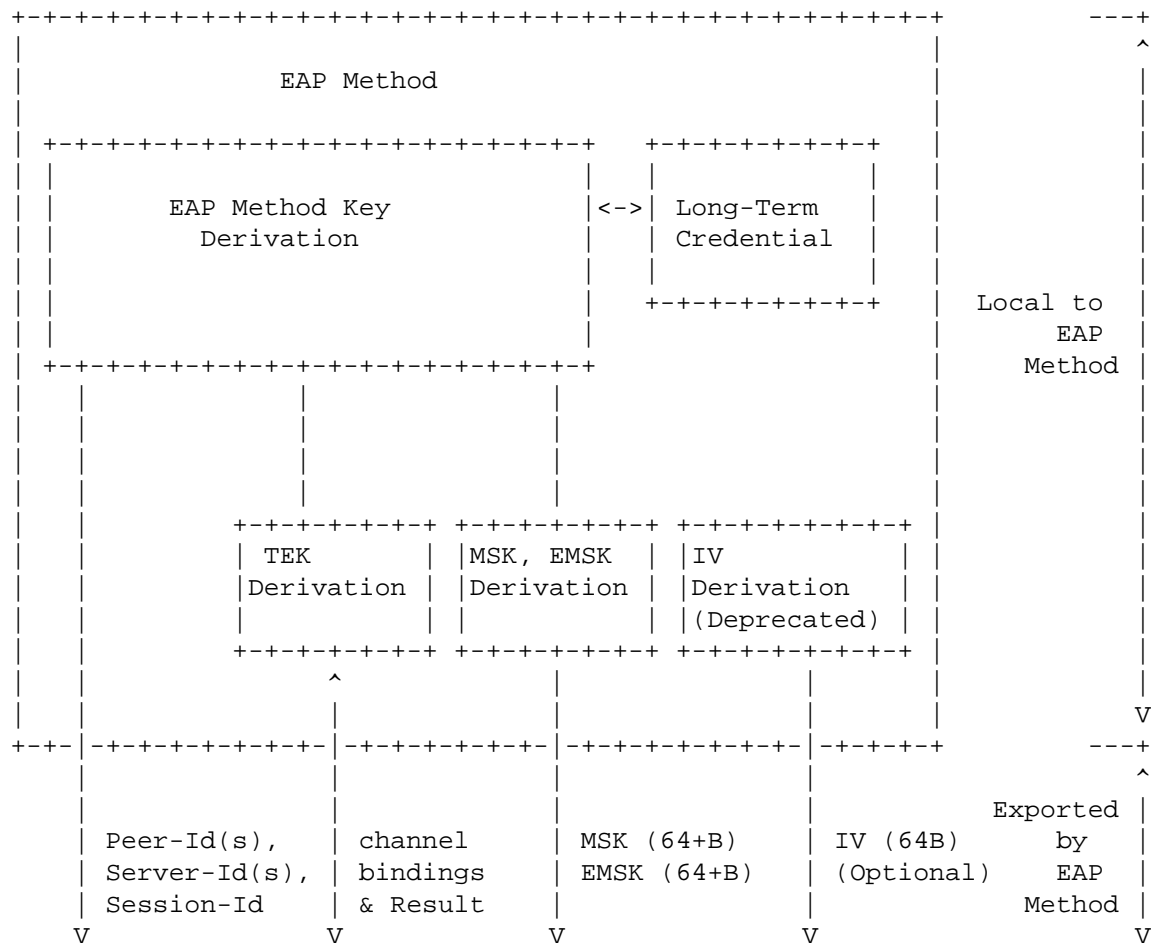 EAP Method
EAP Method Key
Derivation
<-> Long-Term
Credential
Local to
EAP
Method
TEK
Derivation
MSK, EMSK
Derivation
IV
Derivation
(Deprecated)
Peer-Id(s),
Server-Id(s),
Session-Id
channel
bindings
& Result
MSK (64+B)
EMSK (64+B)
IV (64B)
(Optional)
Exported
by
EAP
Method